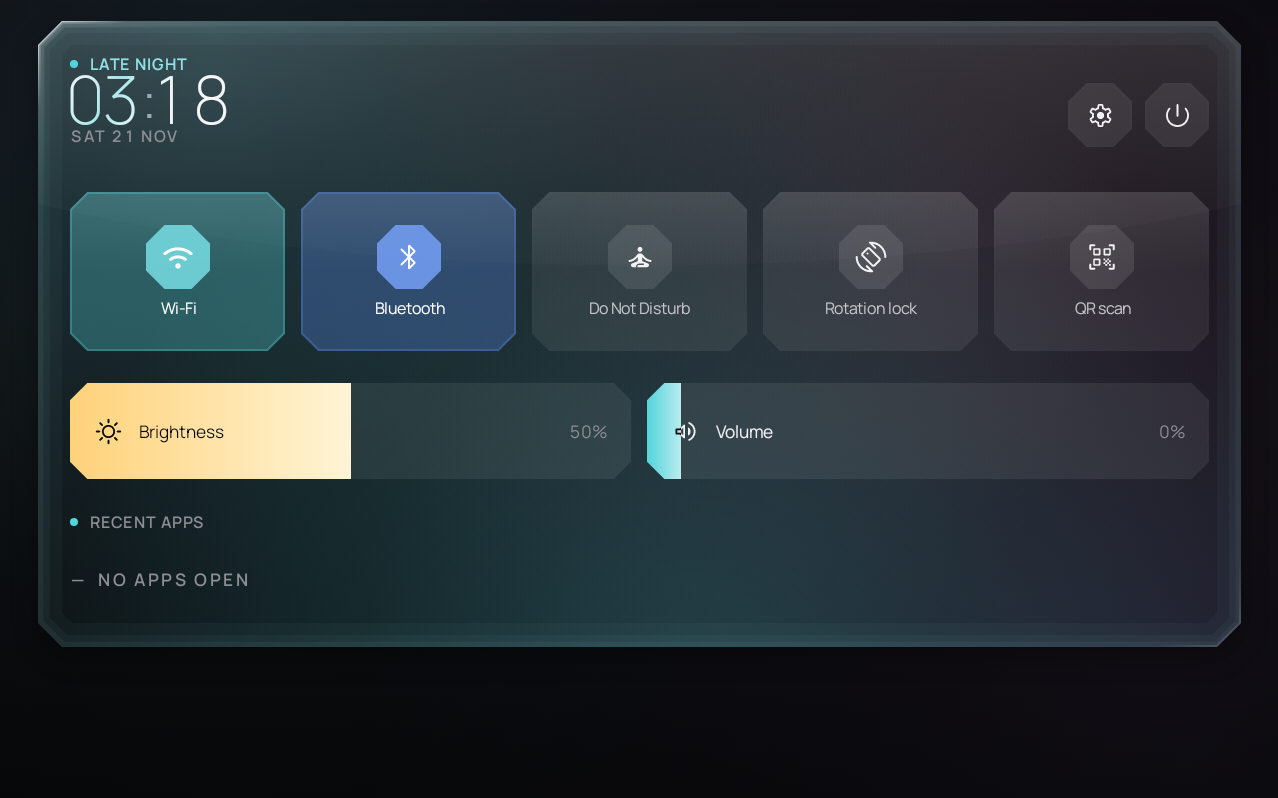 LATE NIGHT
03:18
SAT 21 NOV
Wi-Fi
Bluetooth
Do Not Disturb
Rotation lock
QR scan
Brightness
50%
Volume
0%
RECENT APPS
— NO APPS OPEN